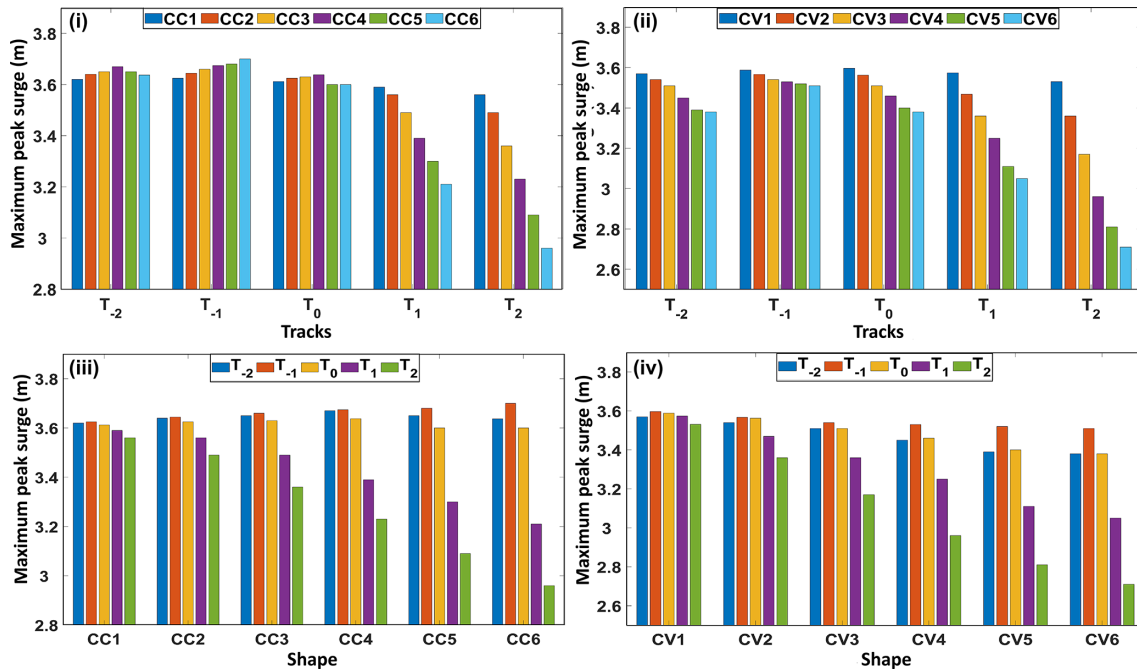 (i) CC1 CC2 CC3 CC4 CC5 CC6
3.8
3.6
3.4
3.2
3
2.8
Maximum peak surge (m)
T-2 T-1 T0 T1 T2
Tracks
(ii) CV1 CV2 CV3 CV4 CV5 CV6
3.8
3.6
3.4
3.2
3
2.8
2.6
Maximum peak surge (m)
T-2 T-1 T0 T1 T2
Tracks
(iii) T-2 T-1 T0 T1 T2
3.8
3.6
3.4
3.2
3
2.8
Maximum peak surge (m)
CC1 CC2 CC3 CC4 CC5 CC6
Shape
(iv) T-2 T-1 T0 T1 T2
3.8
3.6
3.4
3.2
3
2.8
2.6
Maximum peak surge (m)
CV1 CV2 CV3 CV4 CV5 CV6
Shape